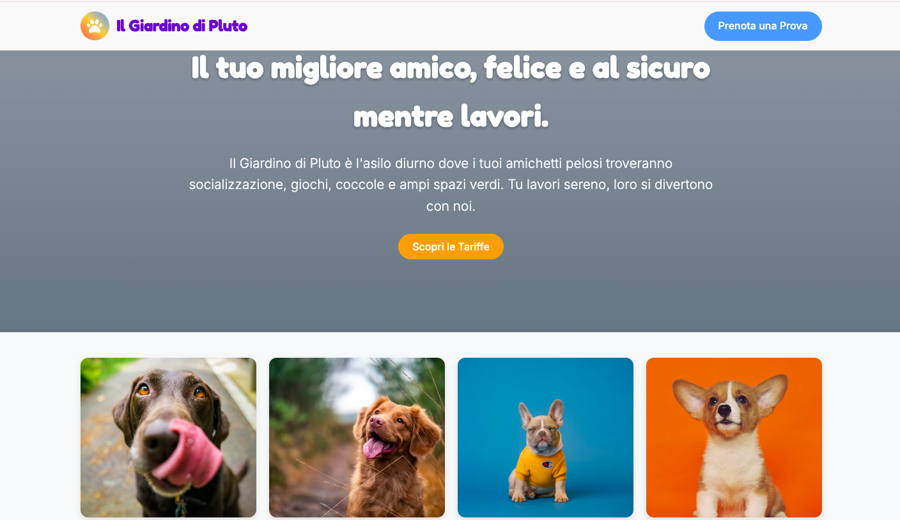 Il Giardino di Pluto
Prenota una Prova
Il tuo migliore amico, felice e al sicuro
mentre lavori.
Il Giardino di Pluto è l'asilo diurno dove i tuoi amichetti pelosi troveranno
socializzazione, giochi, coccole e ampi spazi verdi. Tu lavori sereno, loro si divertono
con noi.
Scopri le Tariffe